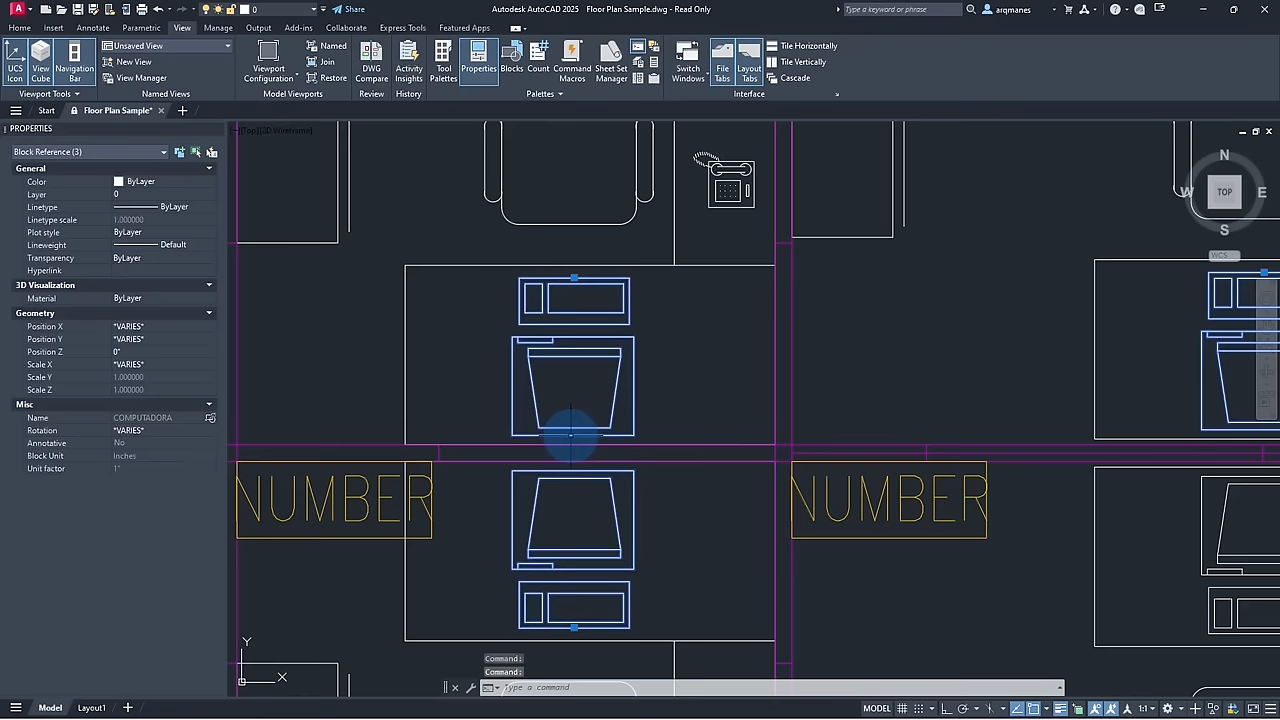 A
0
Share
Autodesk AutoCAD 2025
Floor Plan Sample.dwg - Read Only
Type a keyword or phrase
arqmanes
Home
Insert
Annotate
Parametric
View
Manage
Output
Add-ins
Collaborate
Express Tools
Featured Apps
UCS Icon
View Cube
Navigation Bar
Viewport Tools
Unsaved View
New View
View Manager
Named Views
Viewport Configuration
Named
Join
Restore
Model Viewports
DWG Compare
Review
Activity Insights
History
Tool Palettes
Properties
Blocks
Count
Command Macros
Sheet Set Manager
Palettes
Switch Windows
File Tabs
Layout Tabs
Tile Horizontally
Tile Vertically
Cascade
Interface
Start
Floor Plan Sample*
PROPERTIES
Block Reference (3)
General
Color ByLayer
Layer 0
Linetype ByLayer
Linetype scale 1.000000
Plot style ByLayer
Lineweight Default
Transparency ByLayer
Hyperlink
3D Visualization
Material ByLayer
Geometry
Position X *VARIES*
Position Y *VARIES*
Position Z 0"
Scale X *VARIES*
Scale Y 1.000000
Scale Z 1.000000
Misc
Name COMPUTADORA
Rotation *VARIES*
Annotative No
Block Unit Inches
Unit factor 1"
[-][Top][2D Wireframe]
N
W TOP E
S
WCS
NUMBER
NUMBER
Y
X
Command:
Command:
Type a command
Model
Layout1
MODEL
1:1